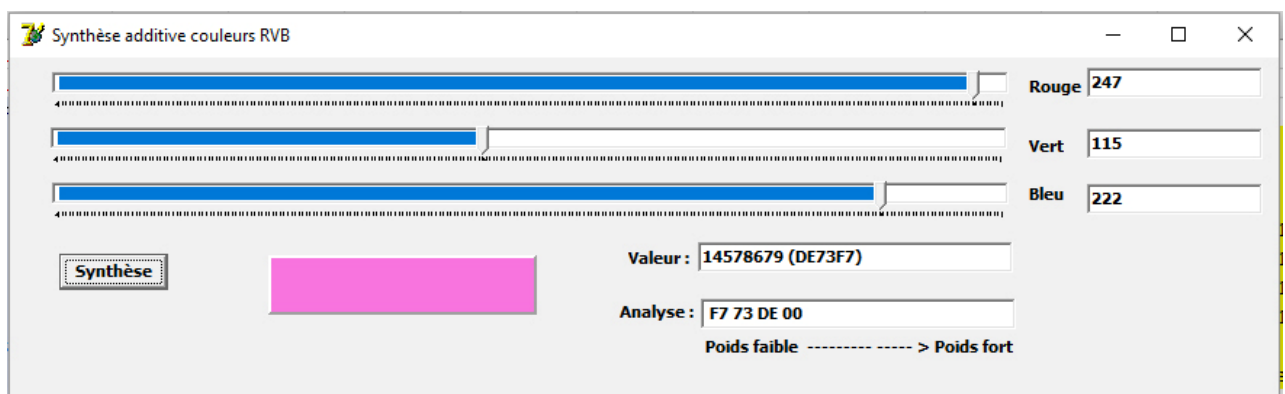 Synthèse additive couleurs RVB
Rouge 247
Vert 115
Bleu 222
Synthèse
Valeur : 14578679 (DE73F7)
Analyse : F7 73 DE 00
Poids faible --------- ----- > Poids fort